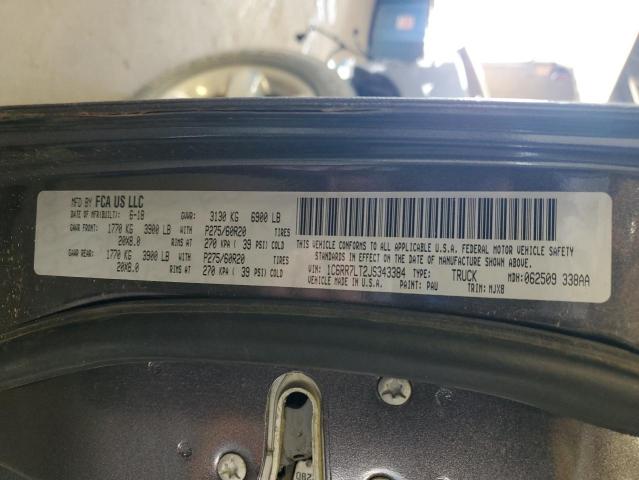 MFD BY FCA US LLC
DATE OF MFR(BUILT): 6-18 GVWR: 3130 KG 6900 LB
GAWR FRONT: 1770 KG 3900 LB WITH P275/60R20 TIRES
20X8.0 RIMS AT 270 KPA ( 39 PSI) COLD
GAWR REAR: 1770 KG 3900 LB WITH P275/60R20 TIRES
20X8.0 RIMS AT 270 KPA ( 39 PSI) COLD
THIS VEHICLE CONFORMS TO ALL APPLICABLE U.S.A. FEDERAL MOTOR VEHICLE SAFETY
STANDARDS IN EFFECT ON THE DATE OF MANUFACTURE SHOWN ABOVE.
VIN: 1C6RR7LT2JS343384 TYPE: TRUCK MDH: 062509 338AA
VEHICLE MADE IN U.S.A. PAINT: PAU TRIM: MJX8